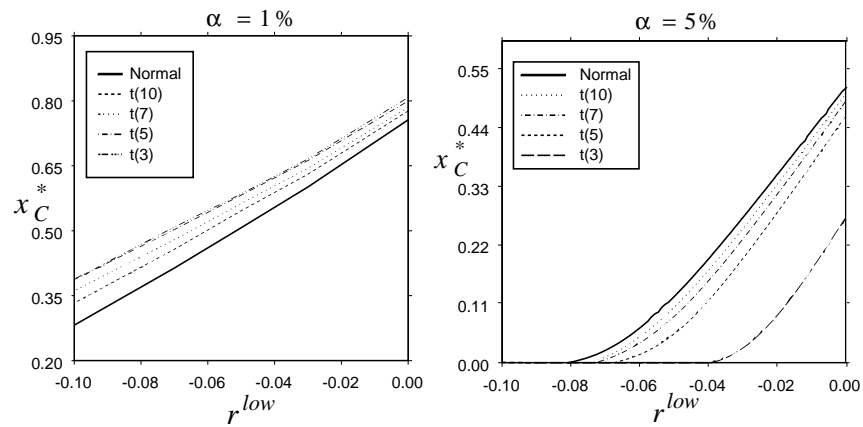 α = 1%
0.95
0.80
0.65
0.50
0.35
0.20
x*C
Normal
t(10)
t(7)
t(5)
t(3)
-0.10 -0.08 -0.06 -0.04 -0.02 0.00
r low
α = 5%
0.55
0.44
0.33
0.22
0.11
0.00
x*C
Normal
t(10)
t(7)
t(5)
t(3)
-0.10 -0.08 -0.06 -0.04 -0.02 0.00
r low